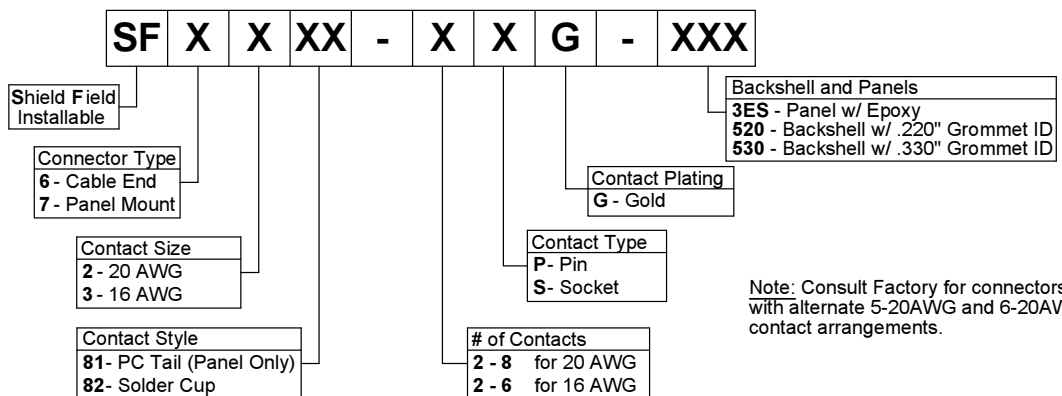 SF X X XX - X X G - XXX
Shield Field
Installable
Connector Type
6 - Cable End
7 - Panel Mount
Contact Size
2 - 20 AWG
3 - 16 AWG
Contact Style
81- PC Tail (Panel Only)
82- Solder Cup
# of Contacts
2 - 8 for 20 AWG
2 - 6 for 16 AWG
Contact Type
P- Pin
S- Socket
Contact Plating
G - Gold
Backshell and Panels
3ES - Panel w/ Epoxy
520 - Backshell w/ .220" Grommet ID
530 - Backshell w/ .330" Grommet ID
Note: Consult Factory for connectors
with alternate 5-20AWG and 6-20AW
contact arrangements.